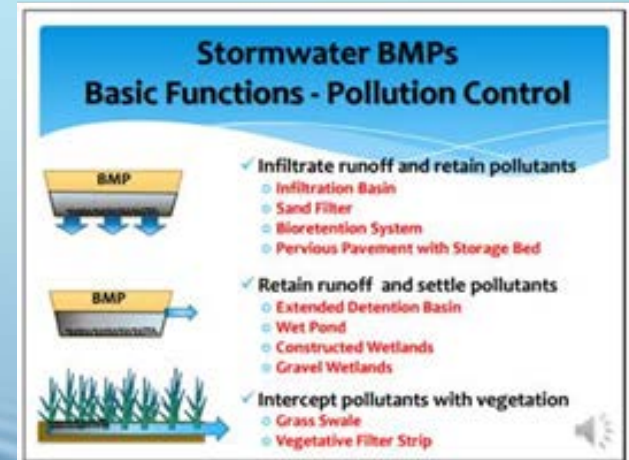 Stormwater BMPs
Basic Functions - Pollution Control
BMP
✓ Infiltrate runoff and retain pollutants
Infiltration Basin
Sand Filter
Bioretention System
Pervious Pavement with Storage Bed
BMP
✓ Retain runoff and settle pollutants
Extended Detention Basin
Wet Pond
Constructed Wetlands
Gravel Wetlands
✓ Intercept pollutants with vegetation
Grass Swale
Vegetative Filter Strip